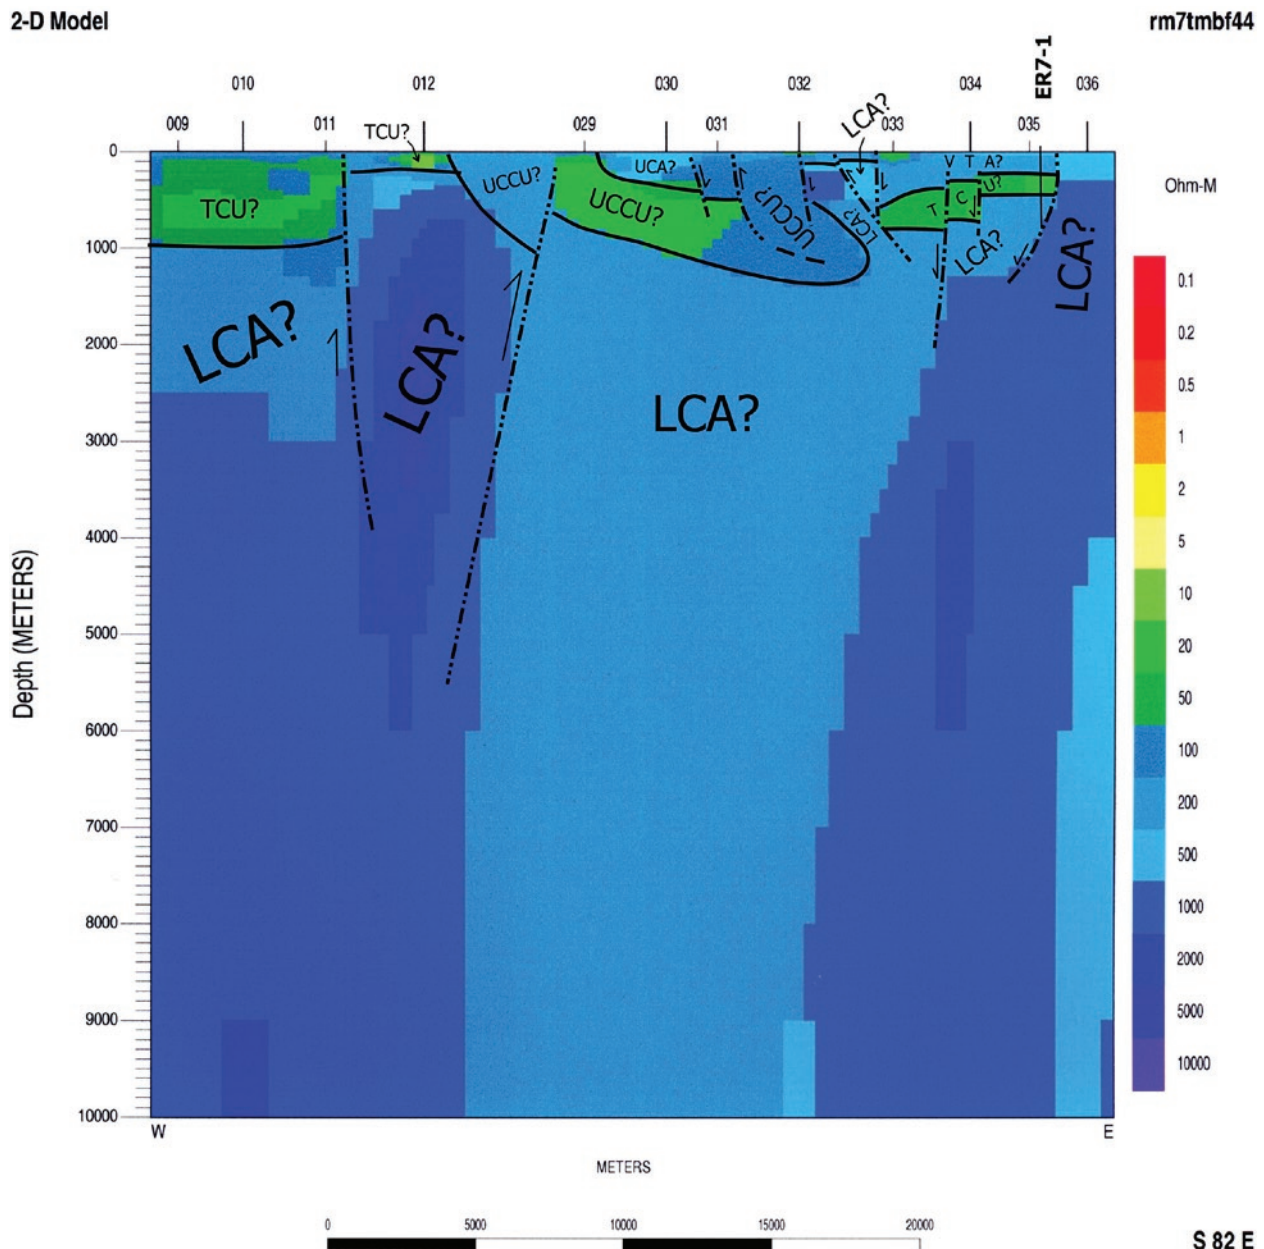 2-D Model
rm7tmbf44
ER7-1
010 012 030 032 034 036
009 011 029 031 033 035
TCU? LCA?
0
UCCU? UCA? V T A?
Ohm-M
TCU? UCCU? UCCU? LCA? T C U?
1000
LCA? LCA?
LCA? LCA?
2000
LCA?
3000
4000
5000
6000
7000
8000
9000
10000
Depth (METERS)
0.1
0.2
0.5
1
2
5
10
20
50
100
200
500
1000
2000
5000
10000
W E
METERS
0 5000 10000 15000 20000
S 82 E